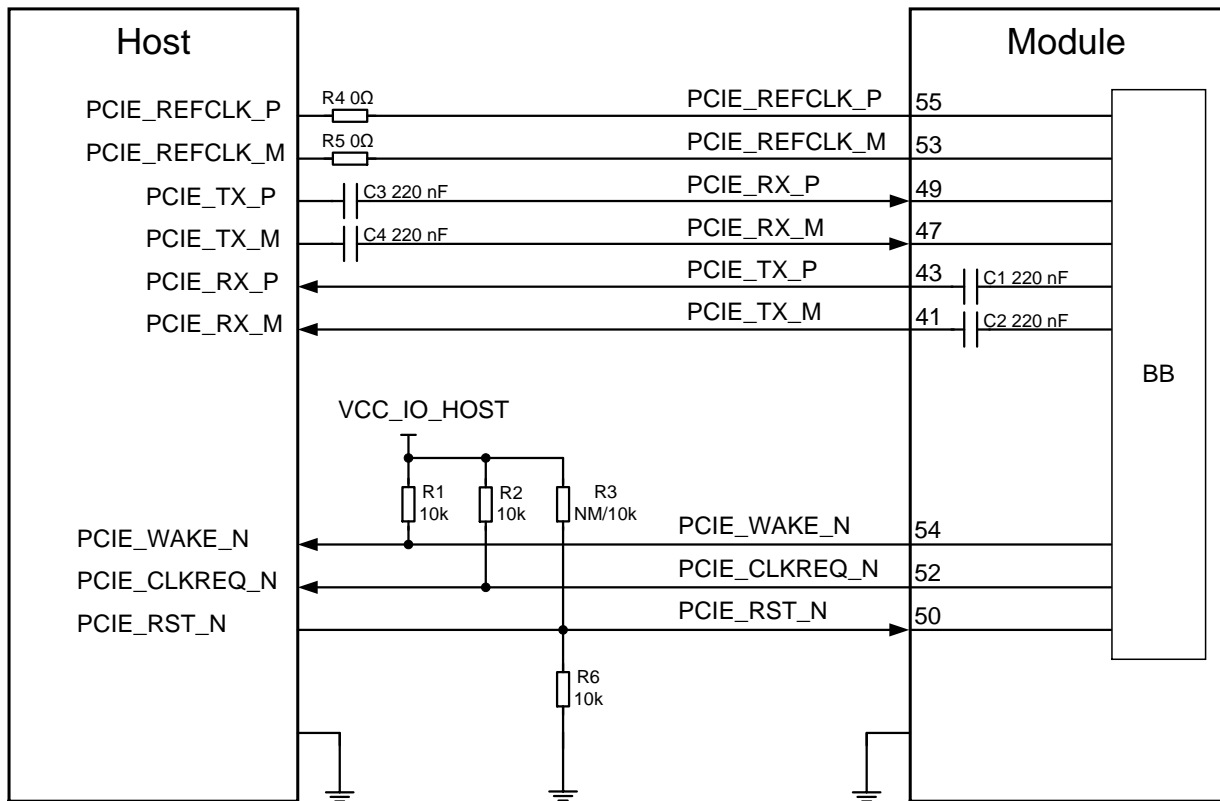 Host
Module
R4 0Ω
PCIE_REFCLK_P
PCIE_REFCLK_P
55
R5 0Ω
PCIE_REFCLK_M
PCIE_REFCLK_M
53
PCIE_TX_P
C3 220 nF
PCIE_RX_P
49
PCIE_TX_M
C4 220 nF
PCIE_RX_M
47
PCIE_RX_P
PCIE_TX_P
43
C1 220 nF
PCIE_RX_M
PCIE_TX_M
41
C2 220 nF
BB
VCC_IO_HOST
R1
10k
R2
10k
R3
NM/10k
PCIE_WAKE_N
PCIE_WAKE_N
54
PCIE_CLKREQ_N
PCIE_CLKREQ_N
52
PCIE_RST_N
PCIE_RST_N
50
R6
10k